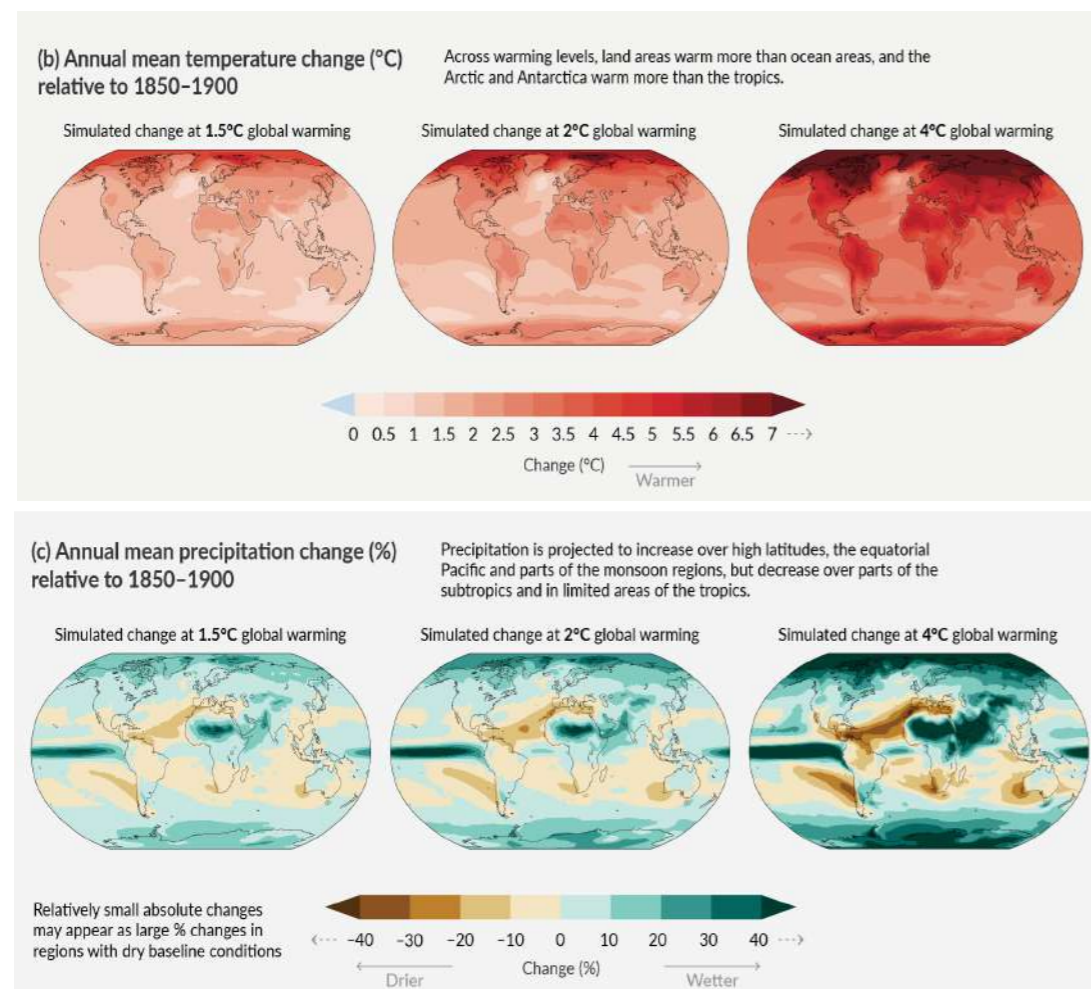 (b) Annual mean temperature change (°C)
relative to 1850–1900
Across warming levels, land areas warm more than ocean areas, and the
Arctic and Antarctica warm more than the tropics.
Simulated change at 1.5°C global warming
Simulated change at 2°C global warming
Simulated change at 4°C global warming
0 0.5 1 1.5 2 2.5 3 3.5 4 4.5 5 5.5 6 6.5 7
Change (°C)
Warmer
(c) Annual mean precipitation change (%)
relative to 1850–1900
Precipitation is projected to increase over high latitudes, the equatorial
Pacific and parts of the monsoon regions, but decrease over parts of the
subtropics and in limited areas of the tropics.
Simulated change at 1.5°C global warming
Simulated change at 2°C global warming
Simulated change at 4°C global warming
Relatively small absolute changes
may appear as large % changes in
regions with dry baseline conditions
–40 –30 –20 –10 0 10 20 30 40
Change (%)
Drier
Wetter